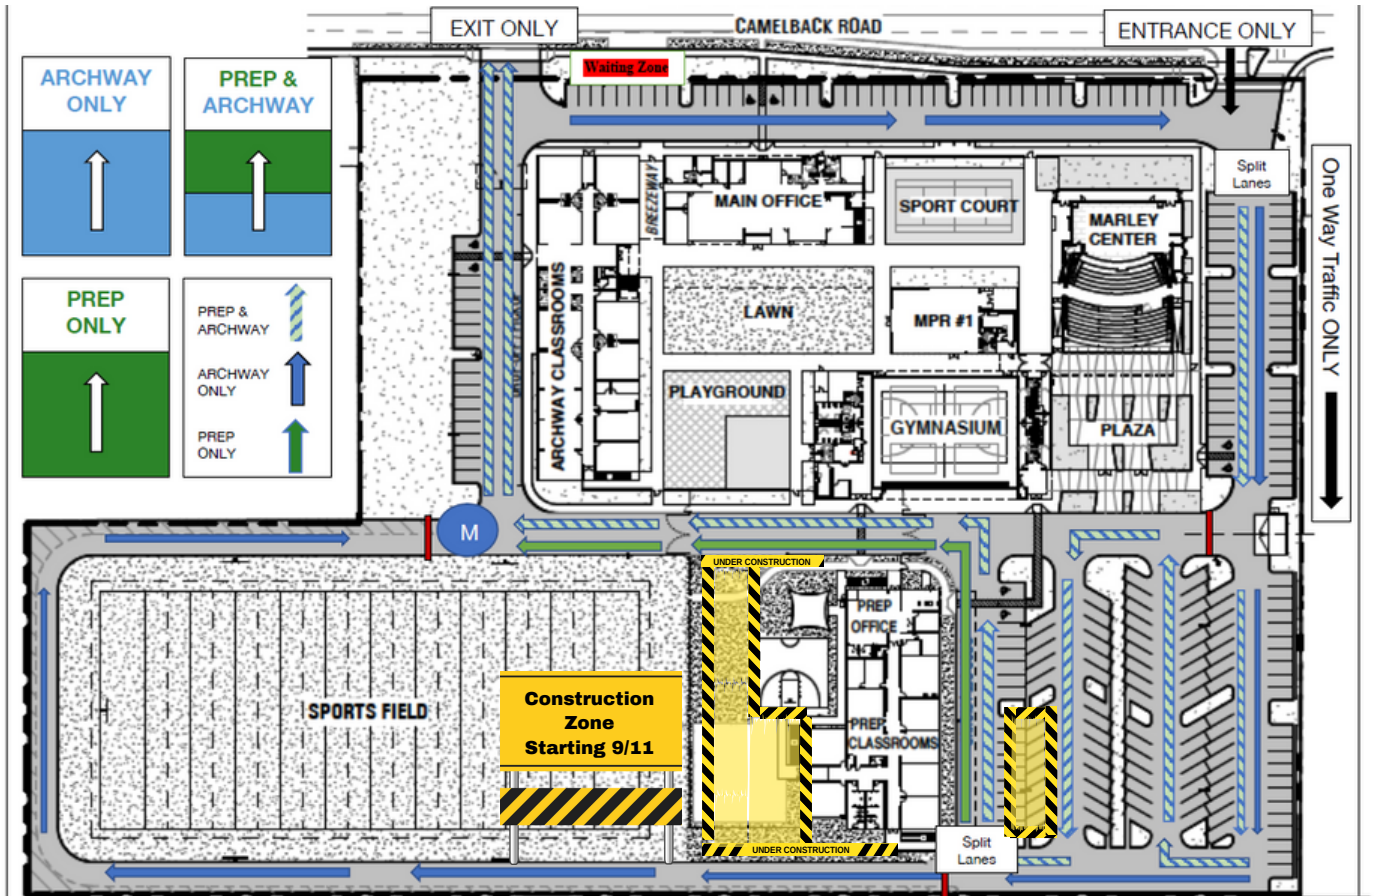 EXIT ONLY
CAMELBACK ROAD
ENTRANCE ONLY
Waiting Zone
ARCHWAY
ONLY
PREP &
ARCHWAY
PREP
ONLY
PREP &
ARCHWAY
ARCHWAY
ONLY
PREP
ONLY
Split
Lanes
One Way Traffic ONLY
BREEZEWAY
MAIN OFFICE
SPORT COURT
MARLEY
CENTER
ARCHWAY CLASSROOMS
LAWN
MPR #1
PLAYGROUND
GYMNASIUM
PLAZA
M
UNDER CONSTRUCTION
PREP
OFFICE
Construction
Zone
Starting 9/11
SPORTS FIELD
PREP
CLASSROOMS
UNDER CONSTRUCTION
Split
Lanes